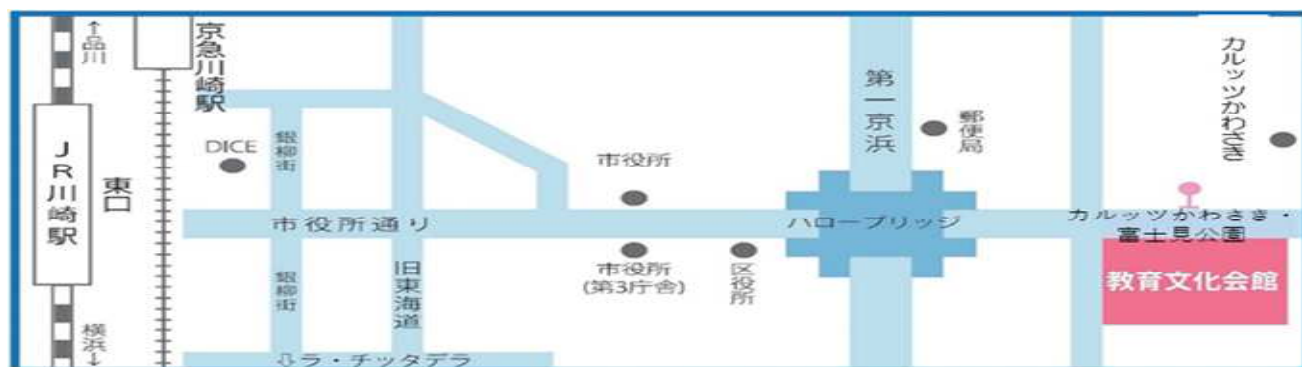 ↑品川
京急川崎駅
JR川崎駅
東口
DICE
銀柳街
市役所
第一京浜
郵便局
カルッツかわさき
市役所通り
ハローブリッジ
カルッツかわさき・
富士見公園
銀柳街
旧東海道
市役所
(第3庁舎)
区役所
教育文化会館
横浜↓
⇩ラ・チッタデラ